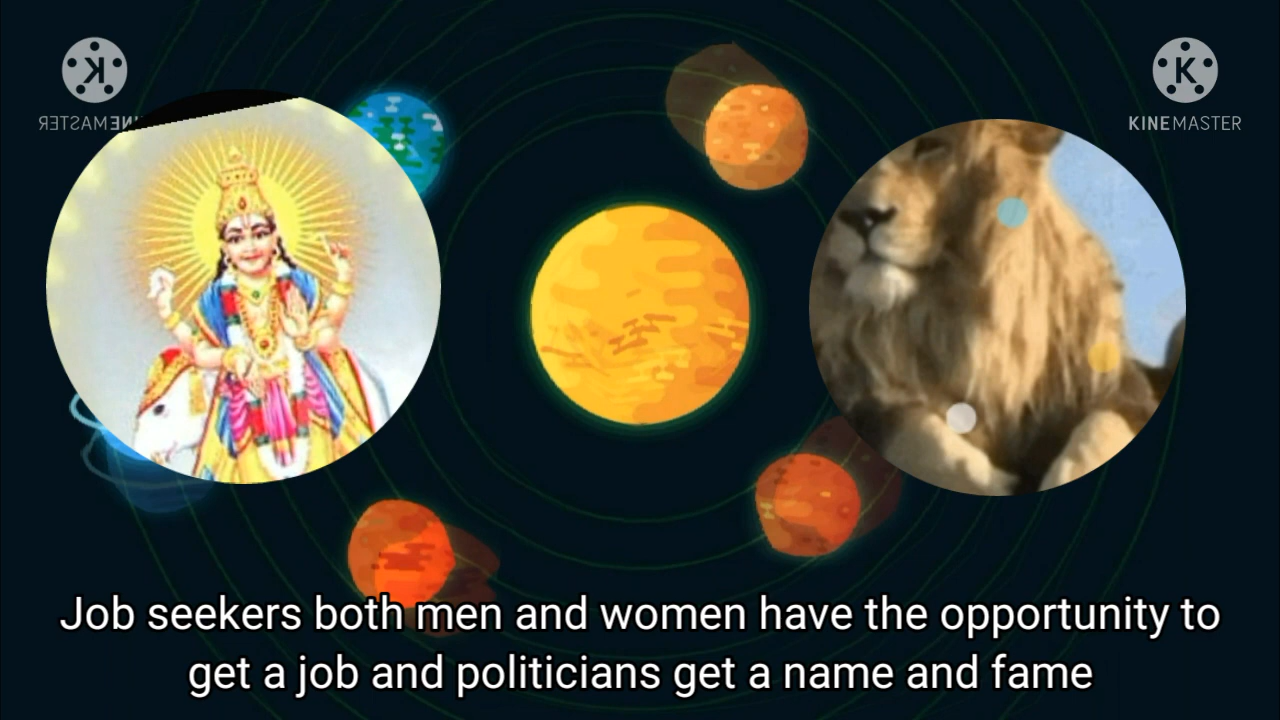 KINEMASTER
KINEMASTER
Job seekers both men and women have the opportunity to
get a job and politicians get a name and fame